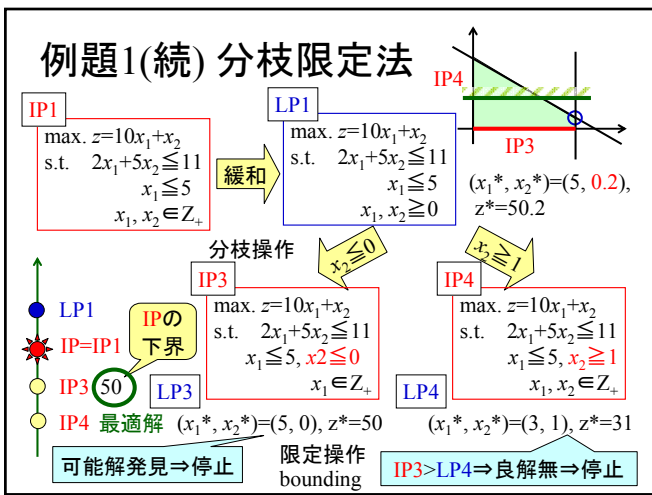 例題1(続) 分枝限定法
IP4
IP3
IP1
max. z=10x₁+x₂
s.t. 2x₁+5x₂≦11
x₁≦5
x₁, x₂∈Z₊
緩和
LP1
max. z=10x₁+x₂
s.t. 2x₁+5x₂≦11
x₁≦5
x₁, x₂≧0
(x₁*, x₂*)=(5, 0.2),
z*=50.2
分枝操作
x₂≦0
x₂≧1
IP3
max. z=10x₁+x₂
s.t. 2x₁+5x₂≦11
x₁≦5, x2≦0
x₁∈Z₊
LP3
(x₁*, x₂*)=(5, 0), z*=50
IP4
max. z=10x₁+x₂
s.t. 2x₁+5x₂≦11
x₁≦5, x₂≧1
x₁, x₂∈Z₊
LP4
(x₁*, x₂*)=(3, 1), z*=31
LP1
IP=IP1
IP3 50
IP4 最適解
IPの
下界
可能解発見⇒停止
限定操作
bounding
IP3>LP4⇒良解無⇒停止